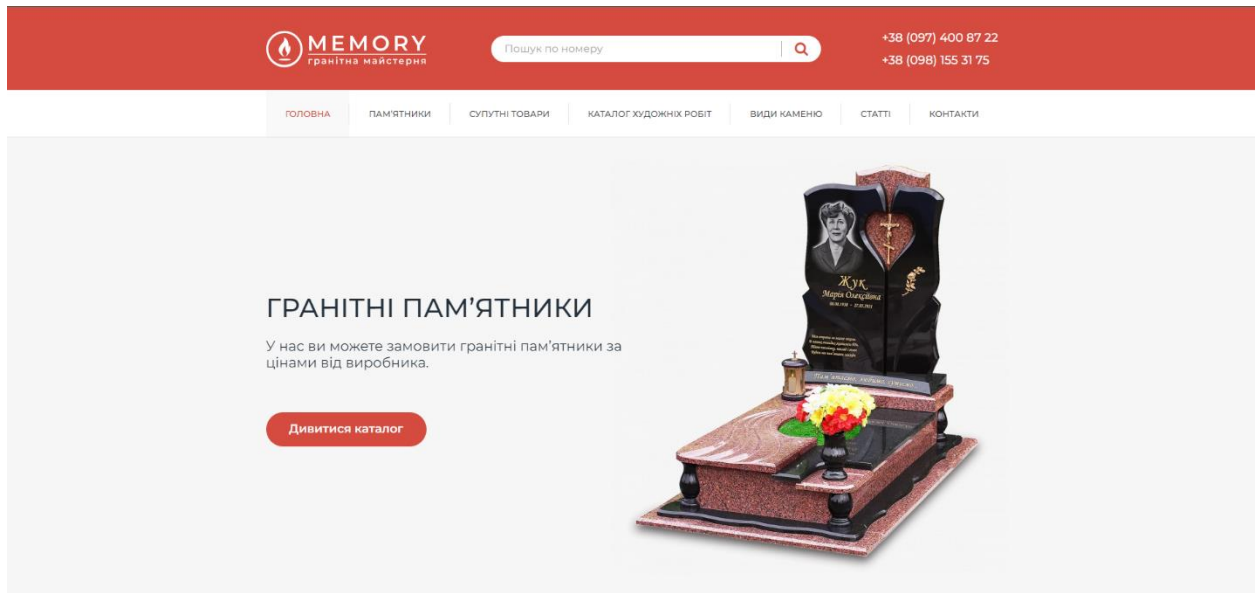 MEMORY
гранітна майстерня
Пошук по номеру
+38 (097) 400 87 22
+38 (098) 155 31 75
ГОЛОВНА ПАМ'ЯТНИКИ СУПУТНІ ТОВАРИ КАТАЛОГ ХУДОЖНІХ РОБІТ ВИДИ КАМЕНЮ СТАТТІ КОНТАКТИ
ГРАНІТНІ ПАМ'ЯТНИКИ
У нас ви можете замовити гранітні пам'ятники за
цінами від виробника.
Дивитися каталог
Жук
Марія Олексіївна